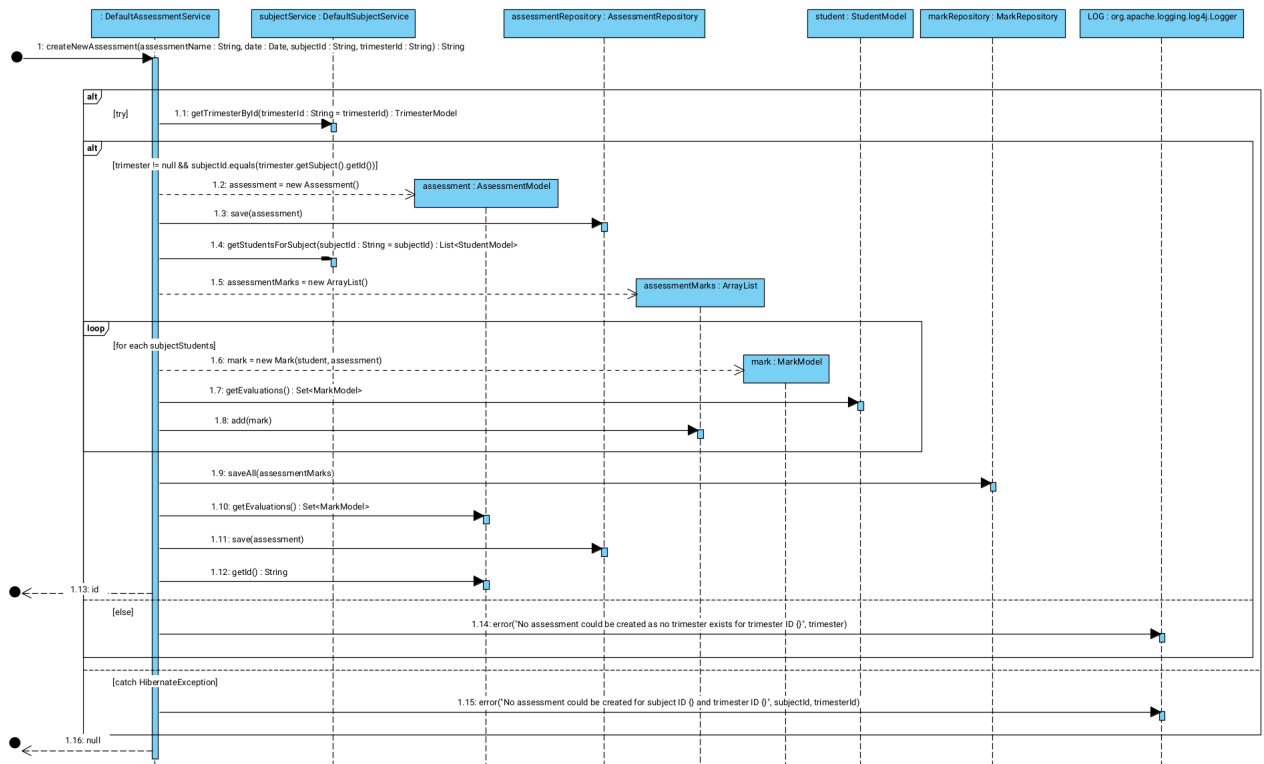 : DefaultAssessmentService
subjectService : DefaultSubjectService
assessmentRepository : AssessmentRepository
student : StudentModel
markRepository : MarkRepository
LOG : org.apache.logging.log4j.Logger
1: createNewAssessment(assessmentName : String, date : Date, subjectId : String, trimesterId : String) : String
alt
[try]
1.1: getTrimesterById(trimesterId : String = trimesterId) : TrimesterModel
alt
[trimester != null && subjectId.equals(trimester.getSubject().getId())]
1.2: assessment = new Assessment()
assessment : AssessmentModel
1.3: save(assessment)
1.4: getStudentsForSubject(subjectId : String = subjectId) : List<StudentModel>
1.5: assessmentMarks = new ArrayList()
assessmentMarks : ArrayList
loop
[for each subjectStudents]
1.6: mark = new Mark(student, assessment)
mark : MarkModel
1.7: getEvaluations() : Set<MarkModel>
1.8: add(mark)
1.9: saveAll(assessmentMarks)
1.10: getEvaluations() : Set<MarkModel>
1.11: save(assessment)
1.12: getId() : String
1.13: id
[else]
1.14: error("No assessment could be created as no trimester exists for trimester ID {}", trimester)
[catch HibernateException]
1.15: error("No assessment could be created for subject ID {} and trimester ID {}", subjectId, trimesterId)
1.16: null